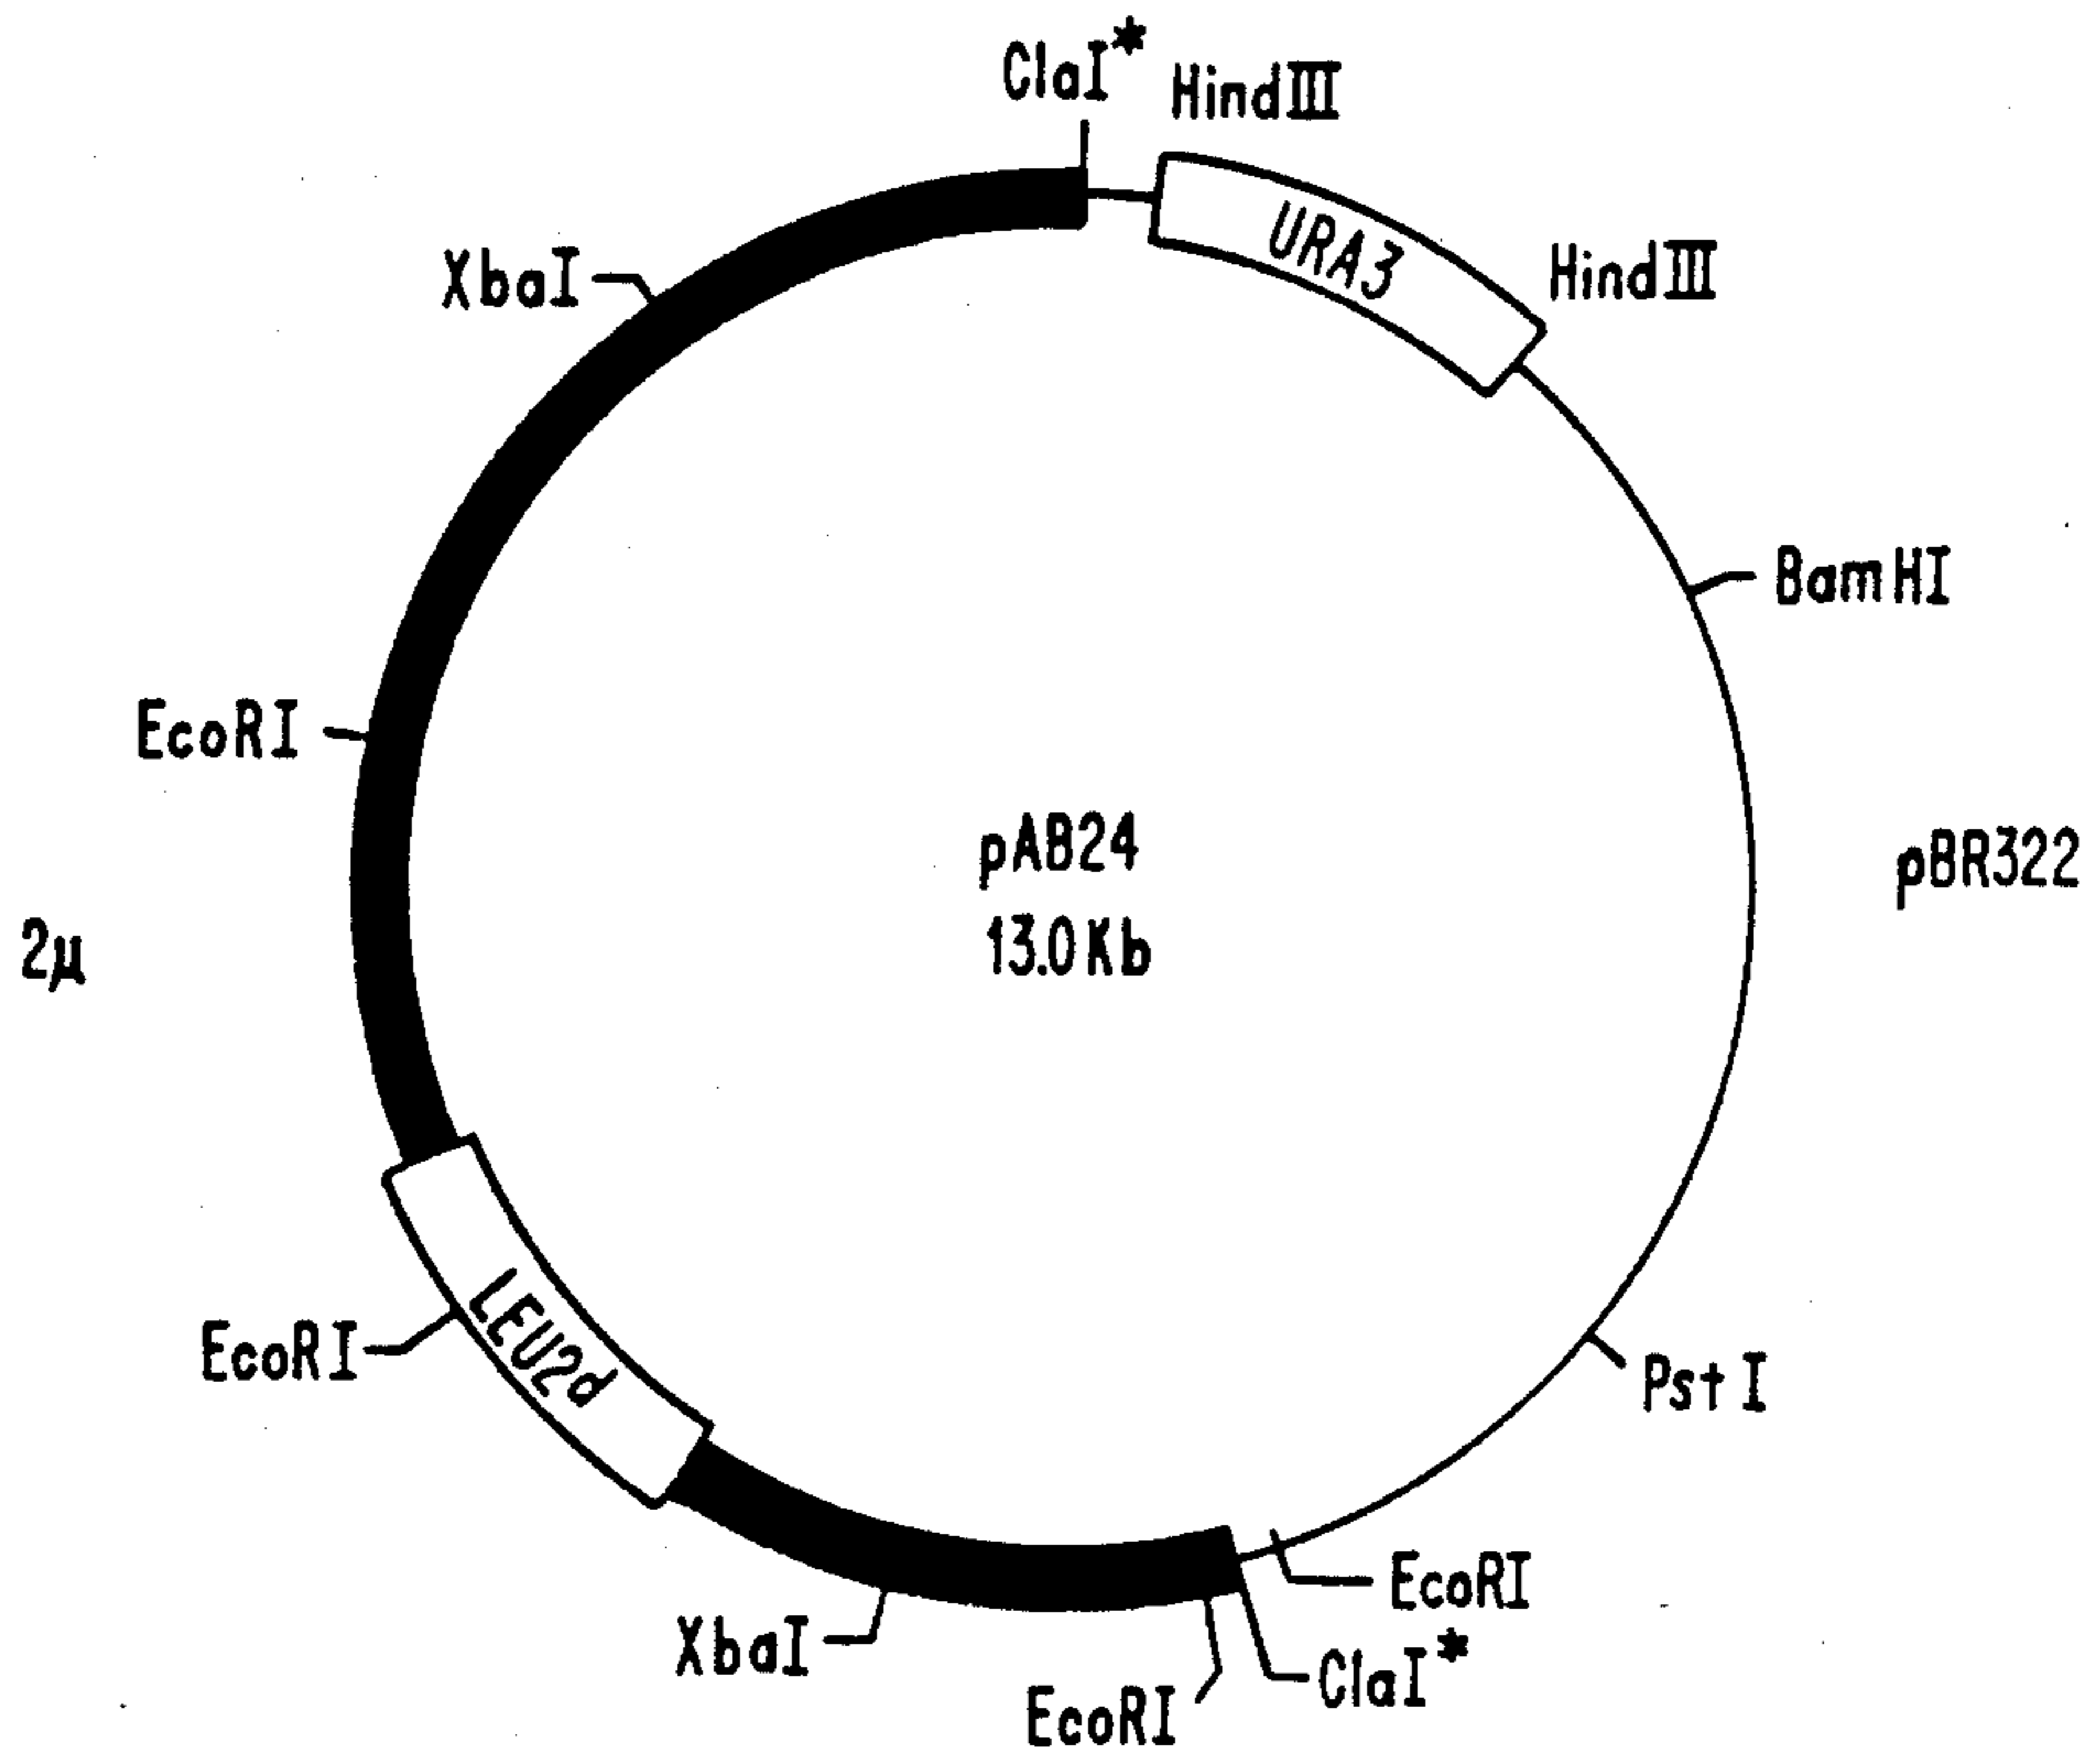 ClaI*
HindIII
URA3
HindIII
XbaI
BamHI
EcoRI
pAB24
13.0Kb
pBR322
2μ
EcoRI
LEU2d
PstI
EcoRI
XbaI
ClaI*
EcoRI